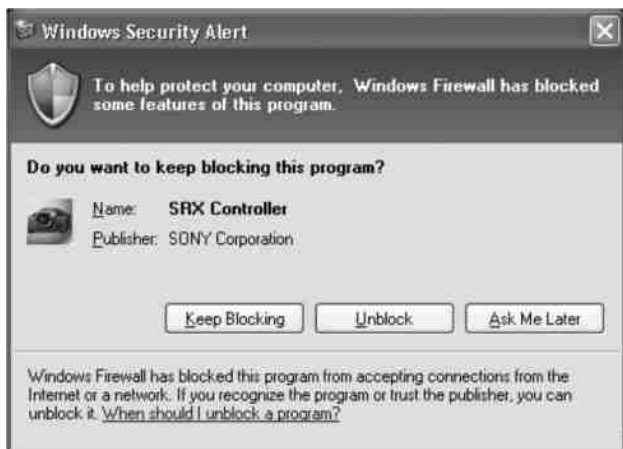 Windows Security Alert
To help protect your computer, Windows Firewall has blocked
some features of this program.
Do you want to keep blocking this program?
Name: SRX Controller
Publisher: SONY Corporation
Keep Blocking Unblock Ask Me Later
Windows Firewall has blocked this program from accepting connections from the
Internet or a network. If you recognize the program or trust the publisher, you can
unblock it. When should I unblock a program?